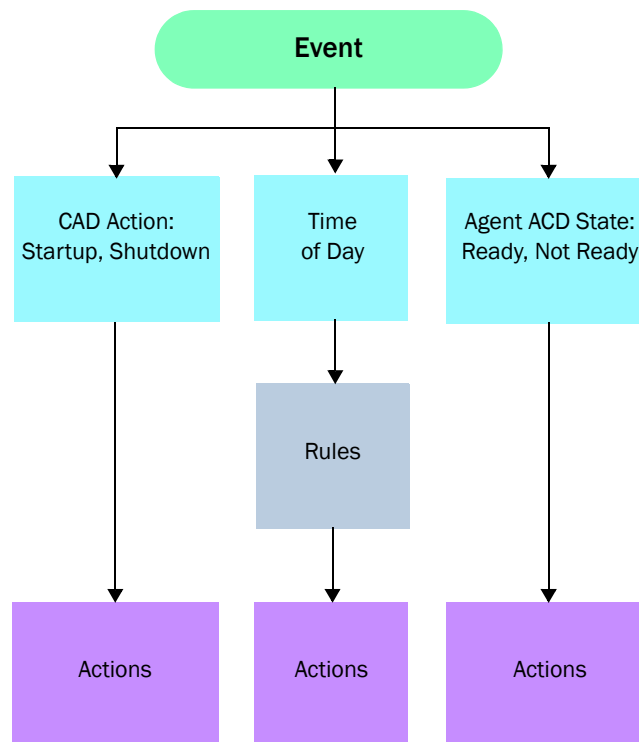 Event
CAD Action:
Startup, Shutdown
Time
of Day
Agent ACD State:
Ready, Not Ready
Rules
Actions
Actions
Actions